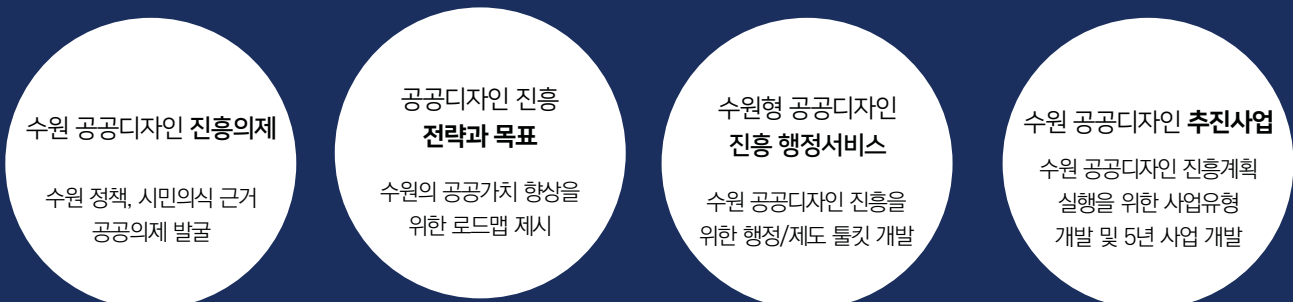 수원 공공디자인 진흥의제
수원 정책, 시민의식 근거
공공의제 발굴
공공디자인 진흥
전략과 목표
수원의 공공가치 향상을
위한 로드맵 제시
수원형 공공디자인
진흥 행정서비스
수원 공공디자인 진흥을
위한 행정/제도 툴킷 개발
수원 공공디자인 추진사업
수원 공공디자인 진흥계획
실행을 위한 사업유형
개발 및 5년 사업 개발